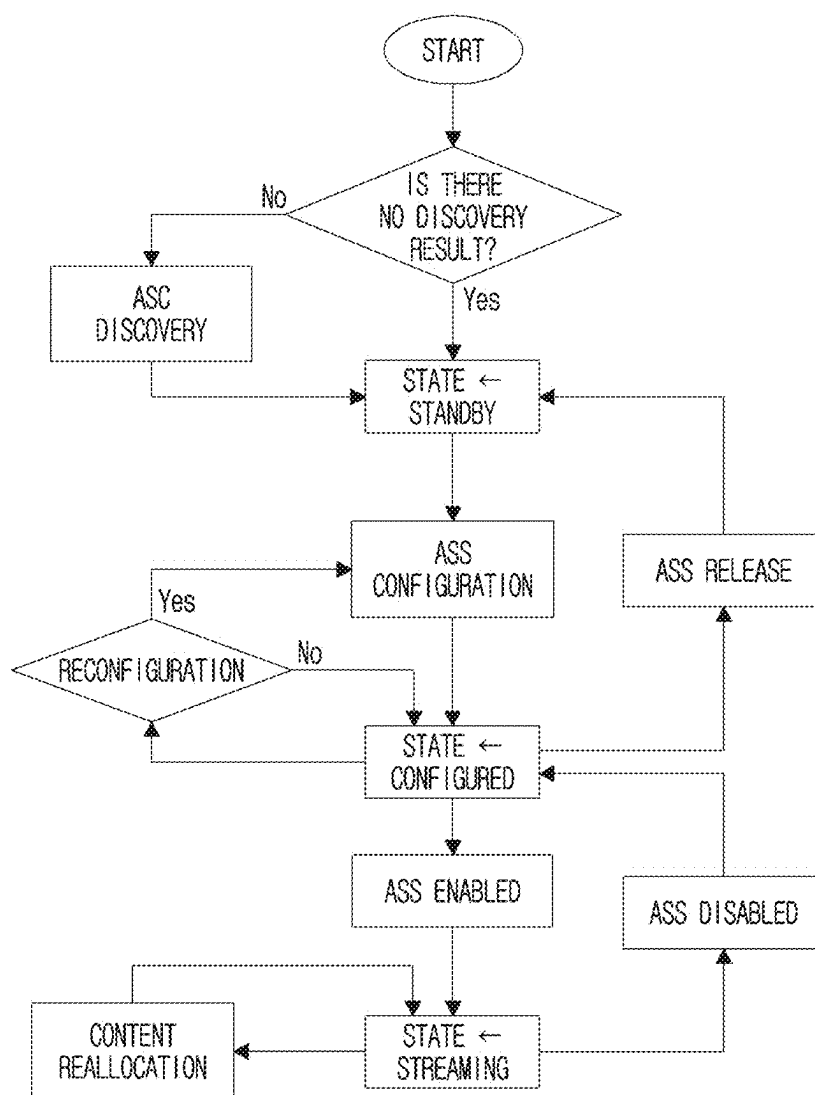 START
IS THERE
NO DISCOVERY
RESULT?
No
Yes
ASC
DISCOVERY
STATE ←
STANDBY
ASS
CONFIGURATION
ASS RELEASE
Yes
RECONFIGURATION
No
STATE ←
CONFIGURED
ASS ENABLED
ASS DISABLED
CONTENT
REALLOCATION
STATE ←
STREAMING